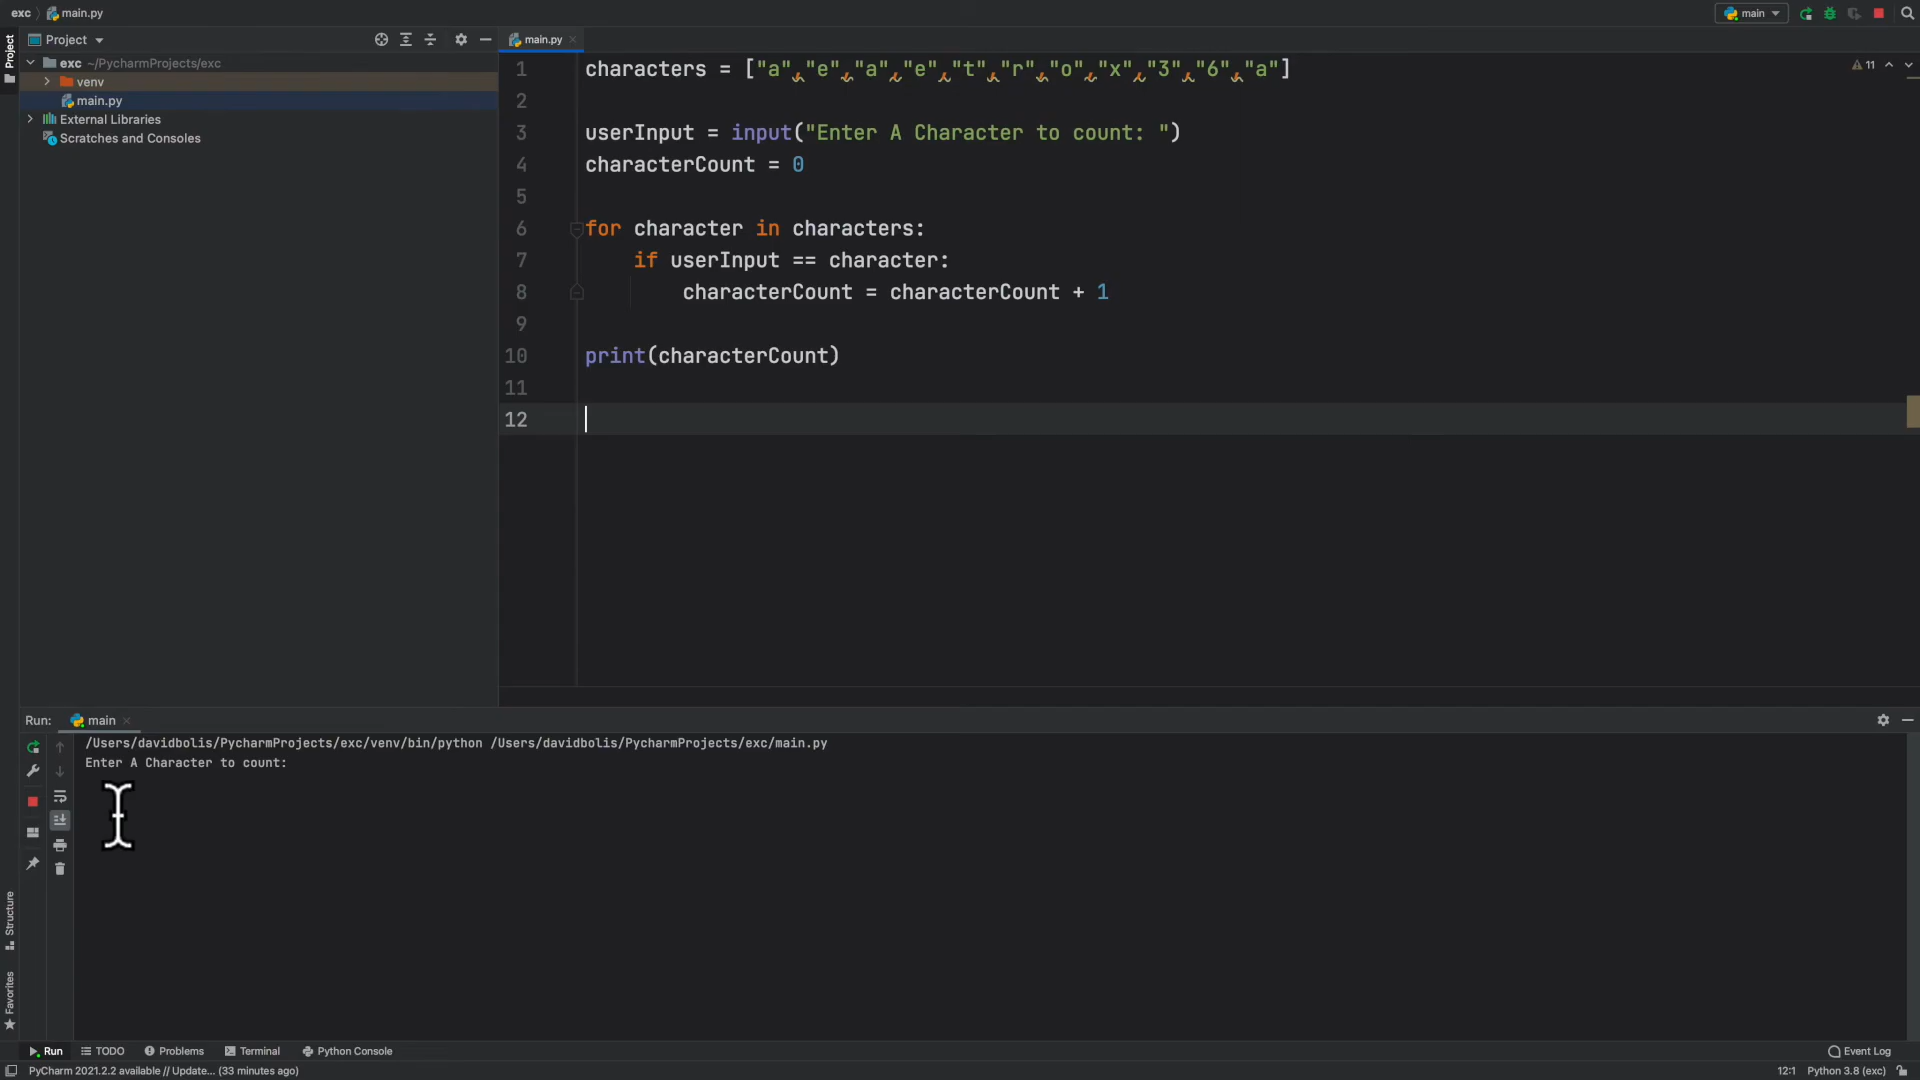 exc main.py
main
Project
main.py
Project
exc ~/PycharmProjects/exc
venv
main.py
External Libraries
Scratches and Consoles
11
1 characters = ["a","e","a","e","t","r","o","x","3","6","a"]
2
3 userInput = input("Enter A Character to count: ")
4 characterCount = 0
5
6 for character in characters:
7 if userInput == character:
8 characterCount = characterCount + 1
9
10 print(characterCount)
11
12
Run: main
/Users/davidbolis/PycharmProjects/exc/venv/bin/python /Users/davidbolis/PycharmProjects/exc/main.py
Enter A Character to count:
Structure
Favorites
Run TODO Problems Terminal Python Console Event Log
PyCharm 2021.2.2 available // Update... (33 minutes ago) 12:1 Python 3.8 (exc)